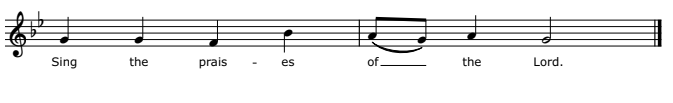 Sing the prais - es of the Lord.